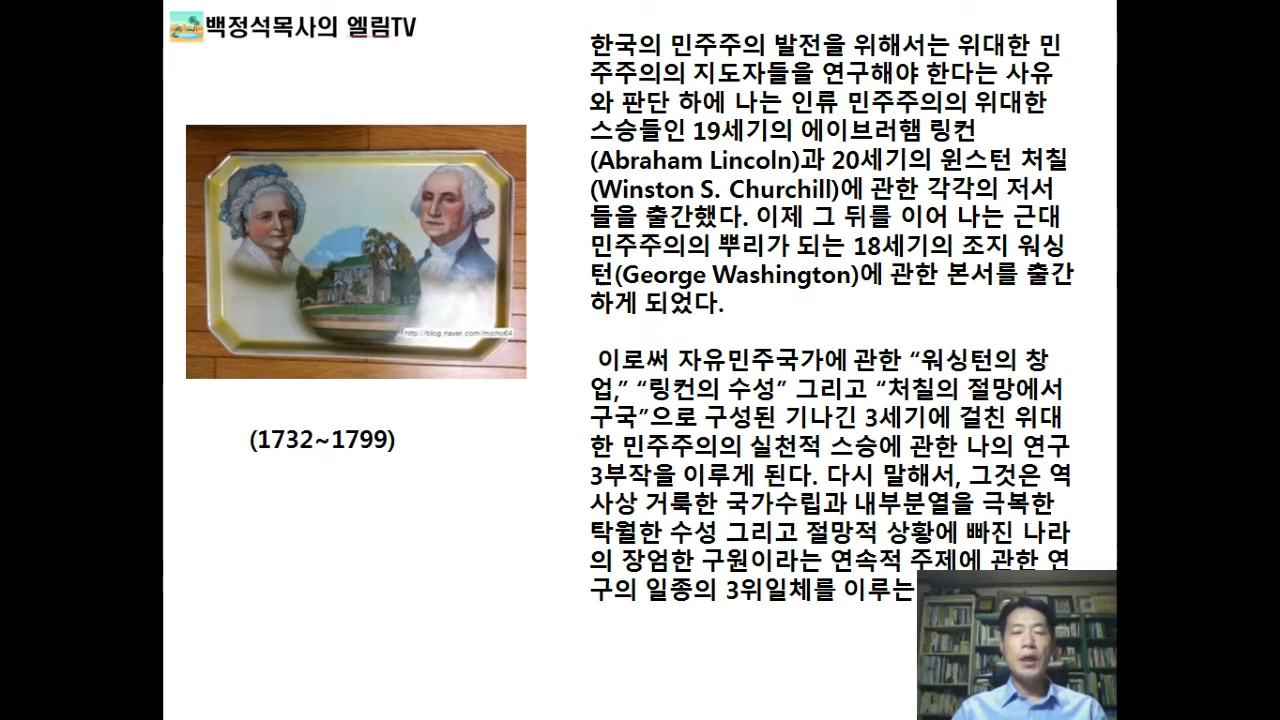 백정석목사의 엘림TV
한국의 민주주의 발전을 위해서는 위대한 민
주주의의 지도자들을 연구해야 한다는 사유
와 판단 하에 나는 인류 민주주의의 위대한
스승들인 19세기의 에이브러햄 링컨
(Abraham Lincoln)과 20세기의 윈스턴 처칠
(Winston S. Churchill)에 관한 각각의 저서
들을 출간했다. 이제 그 뒤를 이어 나는 근대
민주주의의 뿌리가 되는 18세기의 조지 워싱
턴(George Washington)에 관한 본서를 출간
하게 되었다.
이로써 자유민주국가에 관한 “워싱턴의 창
업,” “링컨의 수성” 그리고 “처칠의 절망에서
구국”으로 구성된 기나긴 3세기에 걸친 위대
한 민주주의의 실천적 스승에 관한 나의 연구
3부작을 이루게 된다. 다시 말해서, 그것은 역
사상 거룩한 국가수립과 내부분열을 극복한
탁월한 수성 그리고 절망적 상황에 빠진 나라
의 장엄한 구원이라는 연속적 주제에 관한 연
구의 일종의 3위일체를 이루는
http://blog.naver.com/mjcho64
(1732~1799)